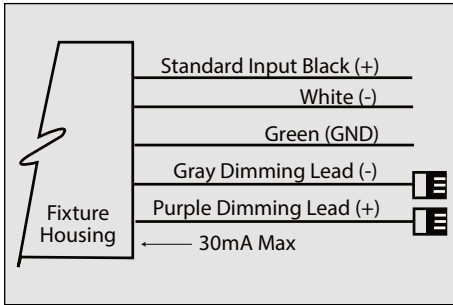 Standard Input Black (+)
White (-)
Green (GND)
Gray Dimming Lead (-)
Purple Dimming Lead (+)
Fixture
Housing
30mA Max